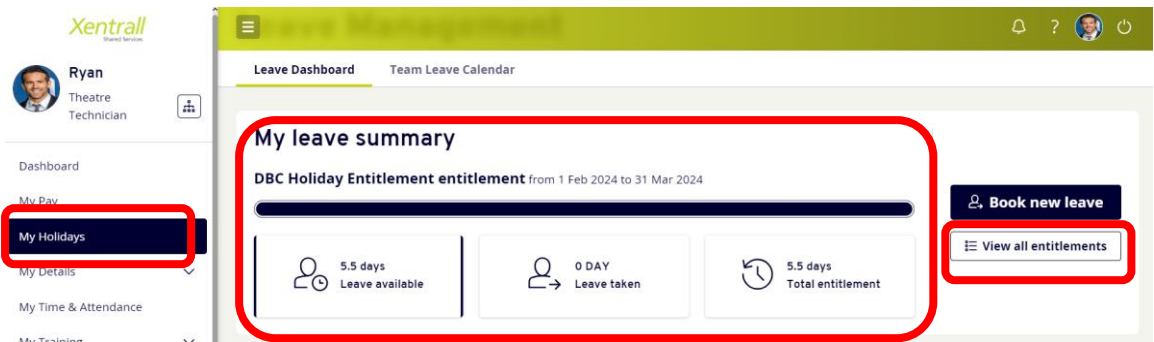 Xentrall
Shared Services
Ryan
Theatre
Technician
Dashboard
My Pay
My Holidays
My Details
My Time & Attendance
My Training
Leave Management
?
Leave Dashboard Team Leave Calendar
My leave summary
DBC Holiday Entitlement entitlement from 1 Feb 2024 to 31 Mar 2024
5.5 days
Leave available
0 DAY
Leave taken
5.5 days
Total entitlement
Book new leave
View all entitlements